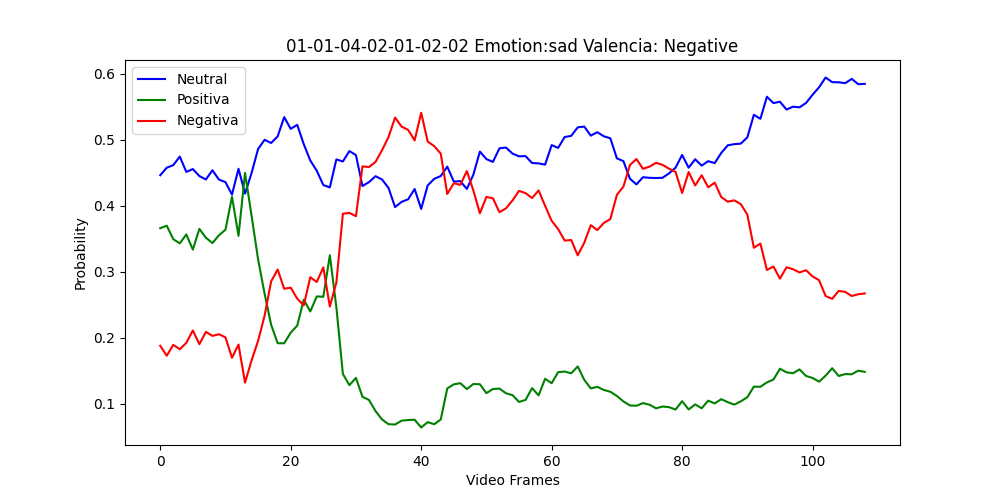 01-01-04-02-01-02-02 Emotion:sad Valencia: Negative
Neutral
Positiva
Negativa
Probability
0.6
0.5
0.4
0.3
0.2
0.1
0 20 40 60 80 100
Video Frames